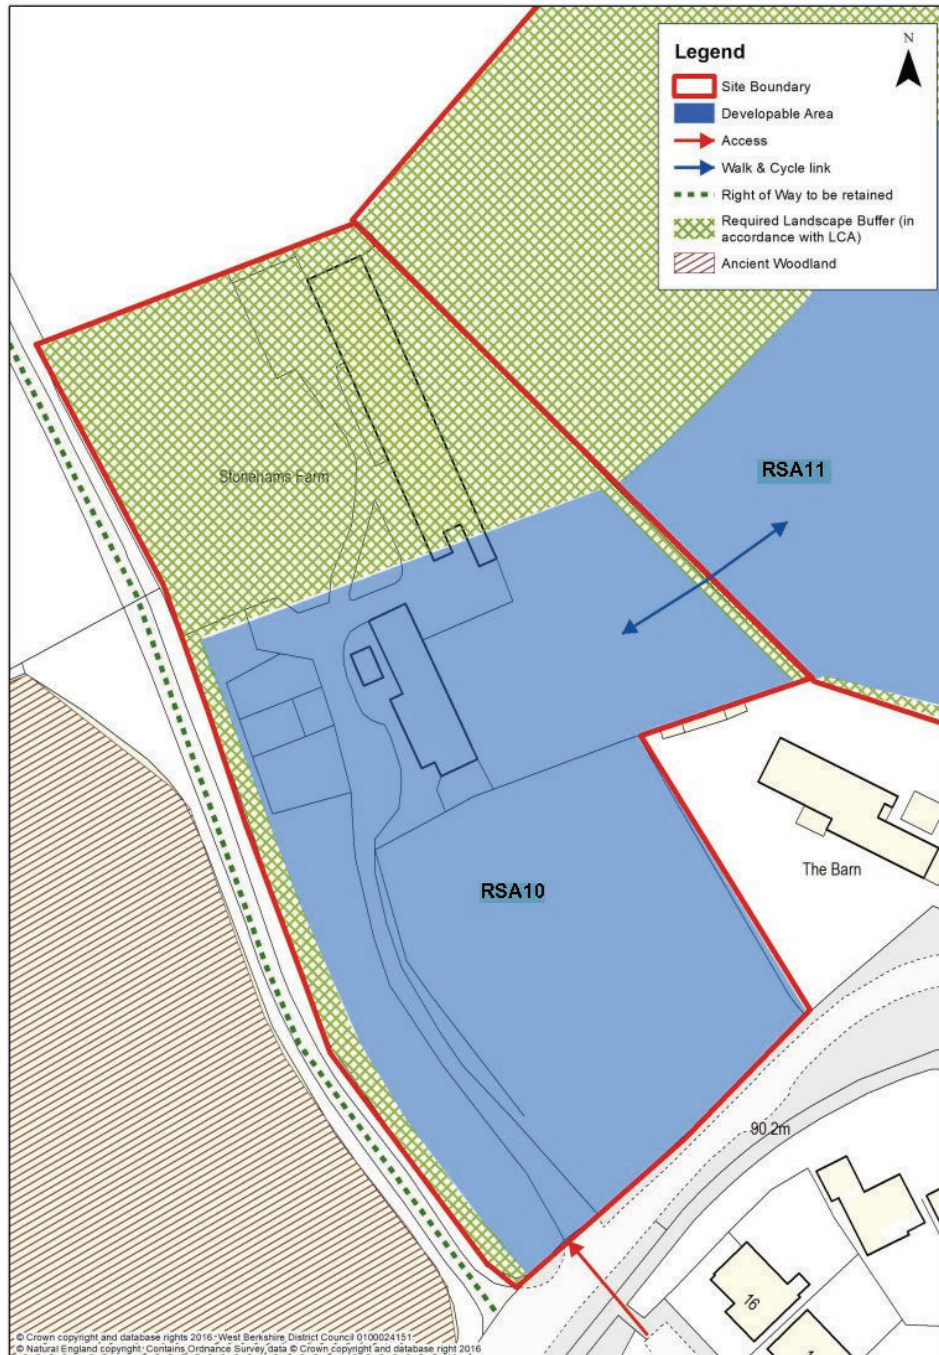 Legend
N
Site Boundary
Developable Area
Access
Walk & Cycle link
Right of Way to be retained
Required Landscape Buffer (in
accordance with LCA)
Ancient Woodland
Stonehams Farm
RSA11
The Barn
RSA10
90.2m
16
1
© Crown copyright and database rights 2016, West Berkshire District Council 0100024151.
© Natural England copyright. Contains Ordnance Survey data © Crown copyright and database right 2016